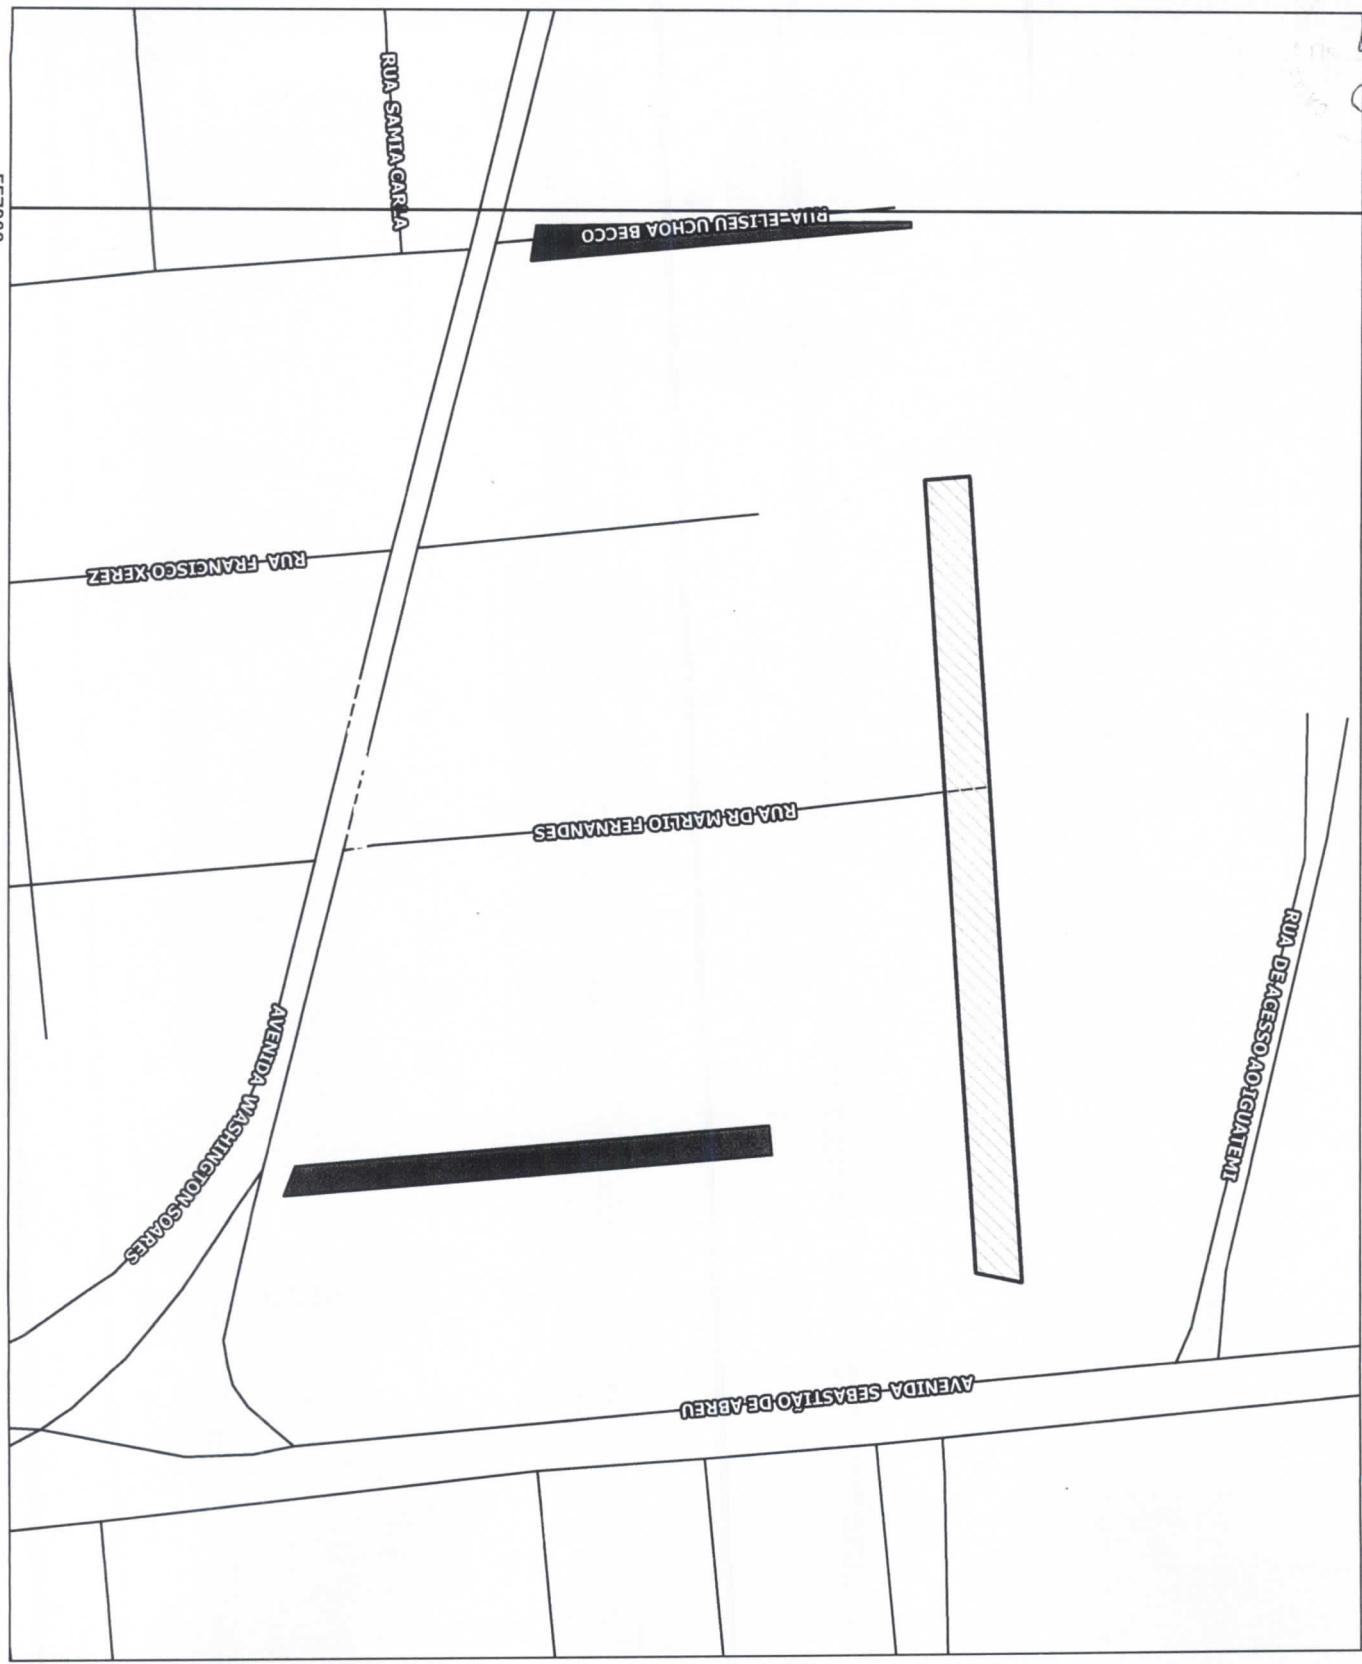 RUA SAMIA CARLA
RUA ELISEU UCHOA BECCO
RUA FRANCISCO XEREZ
RUA DR MARLIO FERNANDES
RUA DE ACESSO AO IGUATEMI
AVENIDA WASHINGTON SOARES
AVENIDA SEBASTIÃO DE ABREU